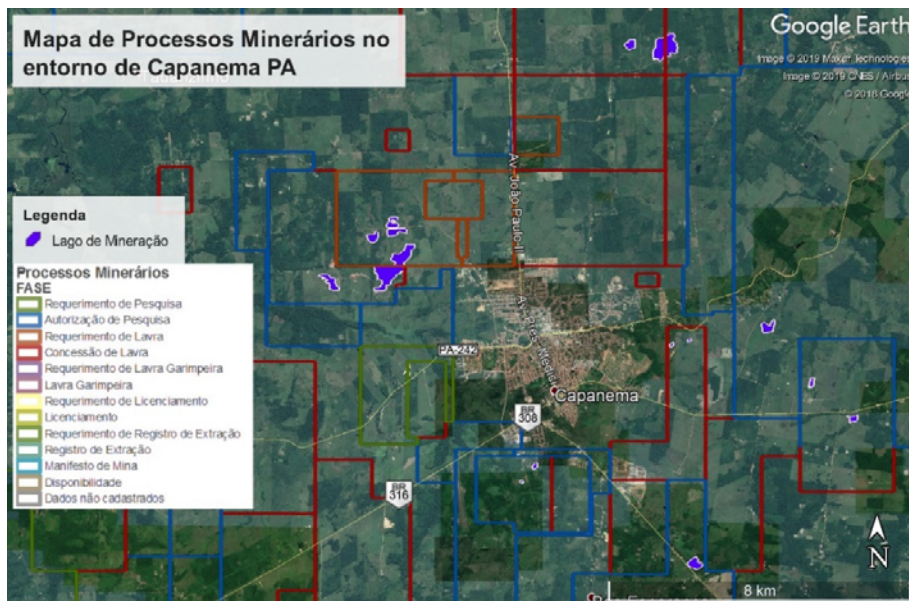 Mapa de Processos Minerários no
entorno de Capanema PA
Google Earth
Image © 2019 Maxar Technologies
Image © 2019 CNES / Airbus
© 2018 Google
Av. João Paulo II
Legenda
Lago de Mineração
Processos Minerários
FASE
Requerimento de Pesquisa
Autorização de Pesquisa
Requerimento de Lavra
Concessão de Lavra
Requerimento de Lavra Garimpeira
Lavra Garimpeira
Requerimento de Licenciamento
Licenciamento
Requerimento de Registro de Extração
Registro de Extração
Manifesto de Mina
Disponibilidade
Dados não cadastrados
PA-242
Capanema
BR
308
BR
316
N
8 km